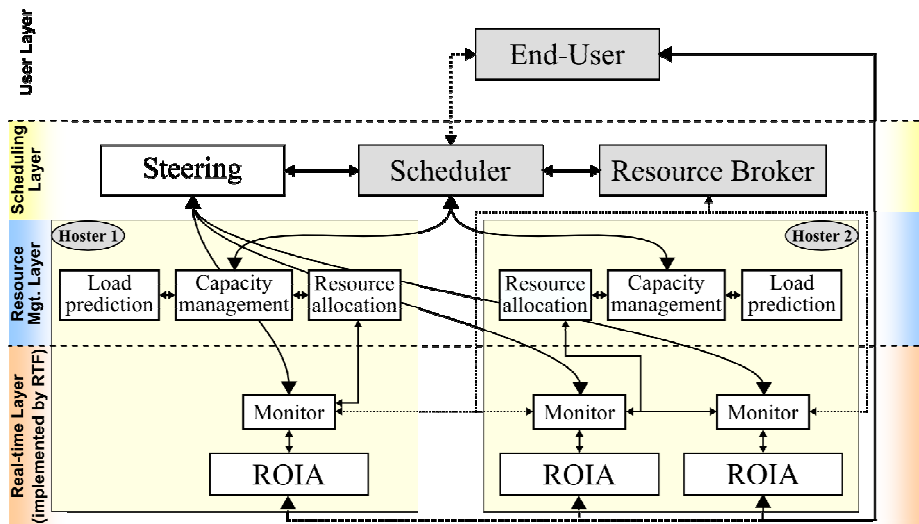 User Layer
End-User
Scheduling
Layer
Steering
Scheduler
Resource Broker
Resource
Mgt. Layer
Hoster 1
Hoster 2
Load
prediction
Capacity
management
Resource
allocation
Resource
allocation
Capacity
management
Load
prediction
Real-time Layer
(implemented by RTF)
Monitor
Monitor
Monitor
ROIA
ROIA
ROIA